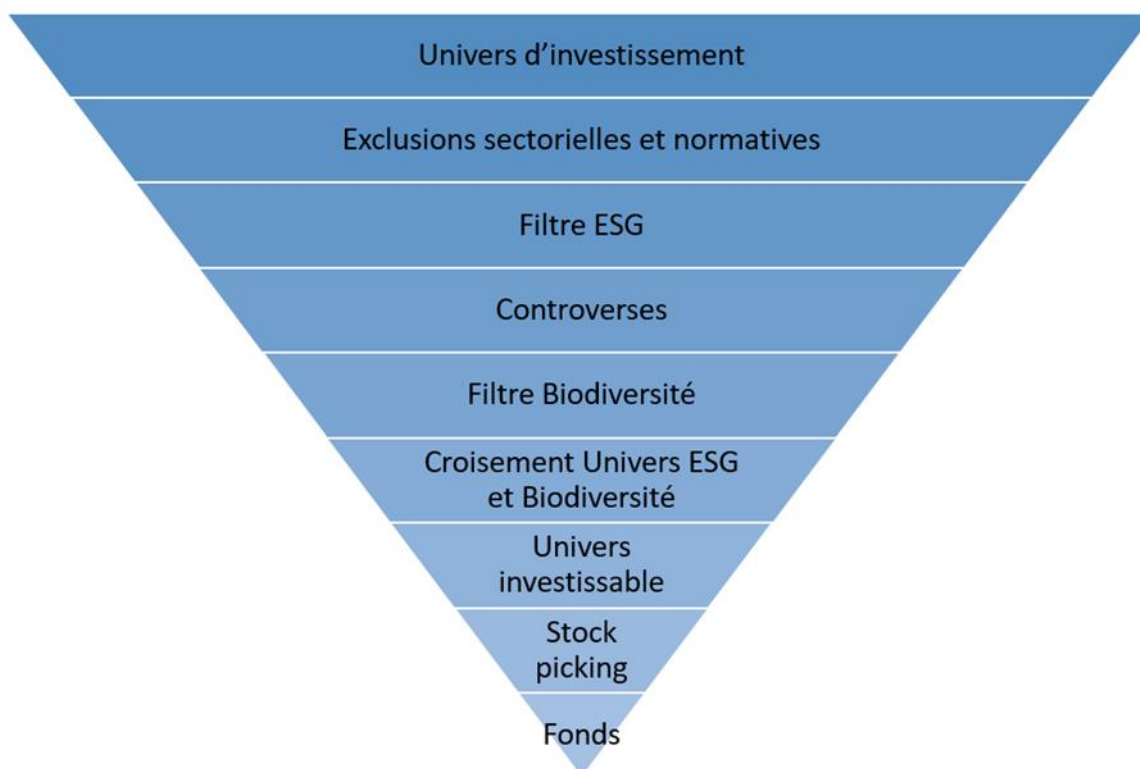 Univers d’investissement
Exclusions sectorielles et normatives
Filtre ESG
Controverses
Filtre Biodiversité
Croisement Univers ESG
et Biodiversité
Univers
investissable
Stock
picking
Fonds